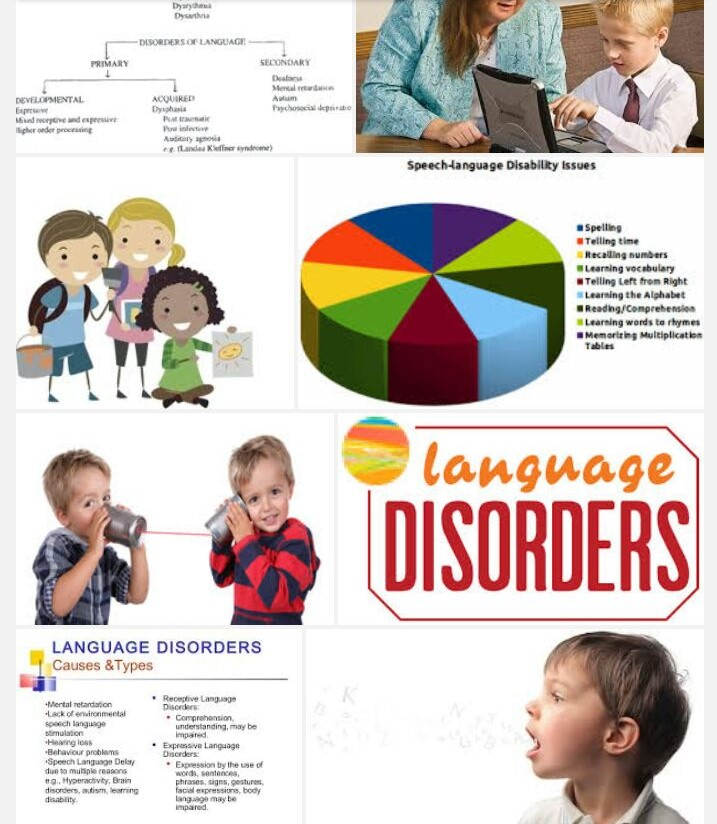 Dysrythmia
Dysarthria
DISORDERS OF LANGUAGE
PRIMARY
SECONDARY
Deafness
Mental retardation
Autism
Psychosocial deprivatio
DEVELOPMENTAL
Expressive
Mixed receptive and expressive
Higher order processing
ACQUIRED
Dysphasia
Post traumatic
Post infective
Auditory agnosia
e.g. (Landau Kleffner syndrome)
Speech-language Disability Issues
Spelling
Telling time
Recalling numbers
Learning vocabulary
Telling Left from Right
Learning the Alphabet
Reading/Comprehension
Learning words to rhymes
Memorizing Multiplication
Tables
language
DISORDERS
LANGUAGE DISORDERS
Causes &Types
•Mental retardation
•Lack of environmental
speech language
stimulation
•Hearing loss
•Behaviour problems
•Speech Language Delay
due to multiple reasons
e.g., Hyperactivity, Brain
disorders, autism, learning
disability.
Receptive Language
Disorders:
Comprehension,
understanding, may be
impaired.
Expressive Language
Disorders:
Expression by the use of
words, sentences,
phrases, signs, gestures,
facial expressions, body
language may be
impaired.
K
N